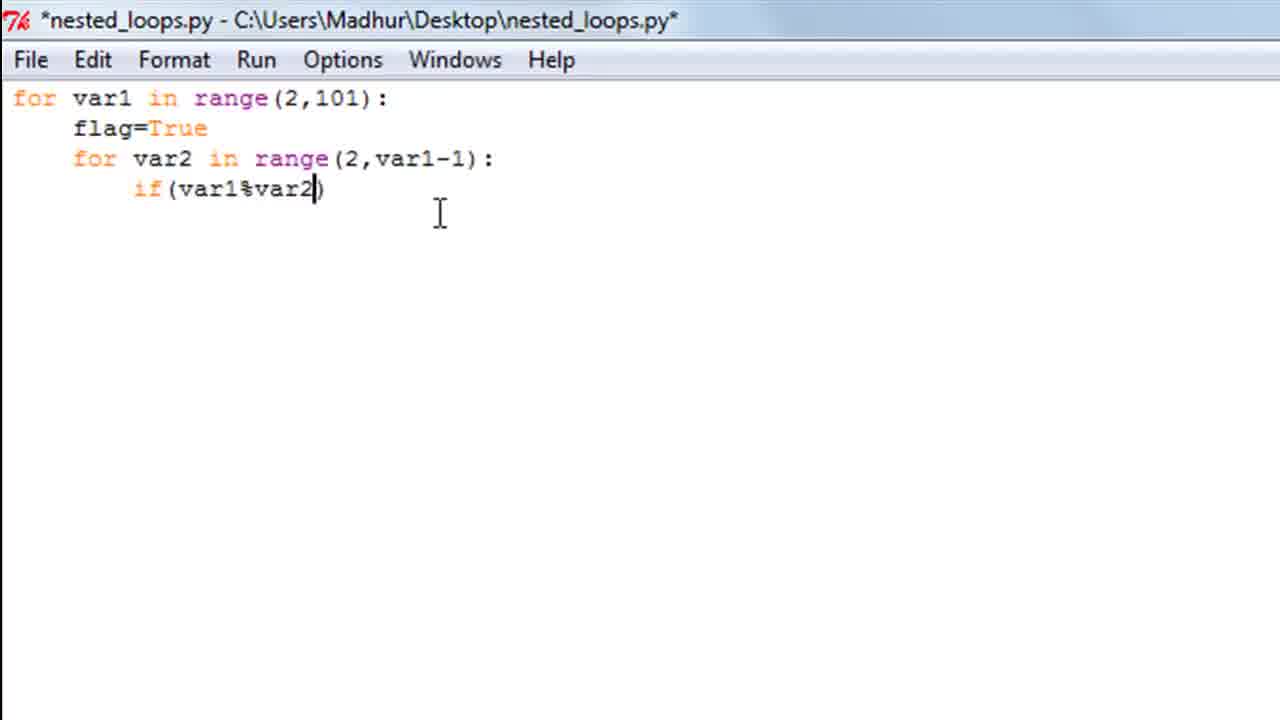 *nested_loops.py - C:\Users\Madhur\Desktop\nested_loops.py*
File Edit Format Run Options Windows Help
for var1 in range(2,101):
    flag=True
    for var2 in range(2,var1-1):
        if(var1%var2)